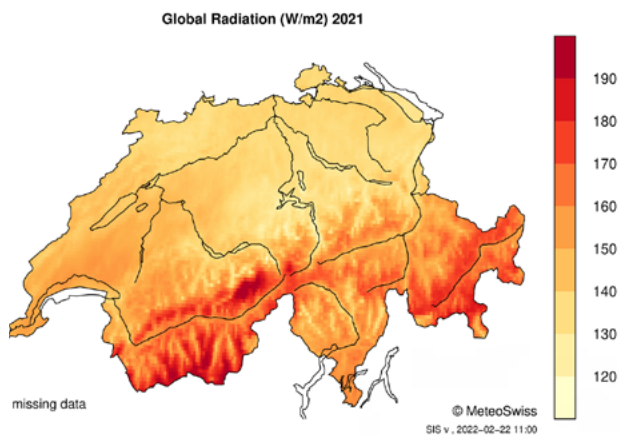 Global Radiation (W/m2) 2021
190
180
170
160
150
140
130
120
missing data
© MeteoSwiss
SIS v , 2022-02-22 11:00